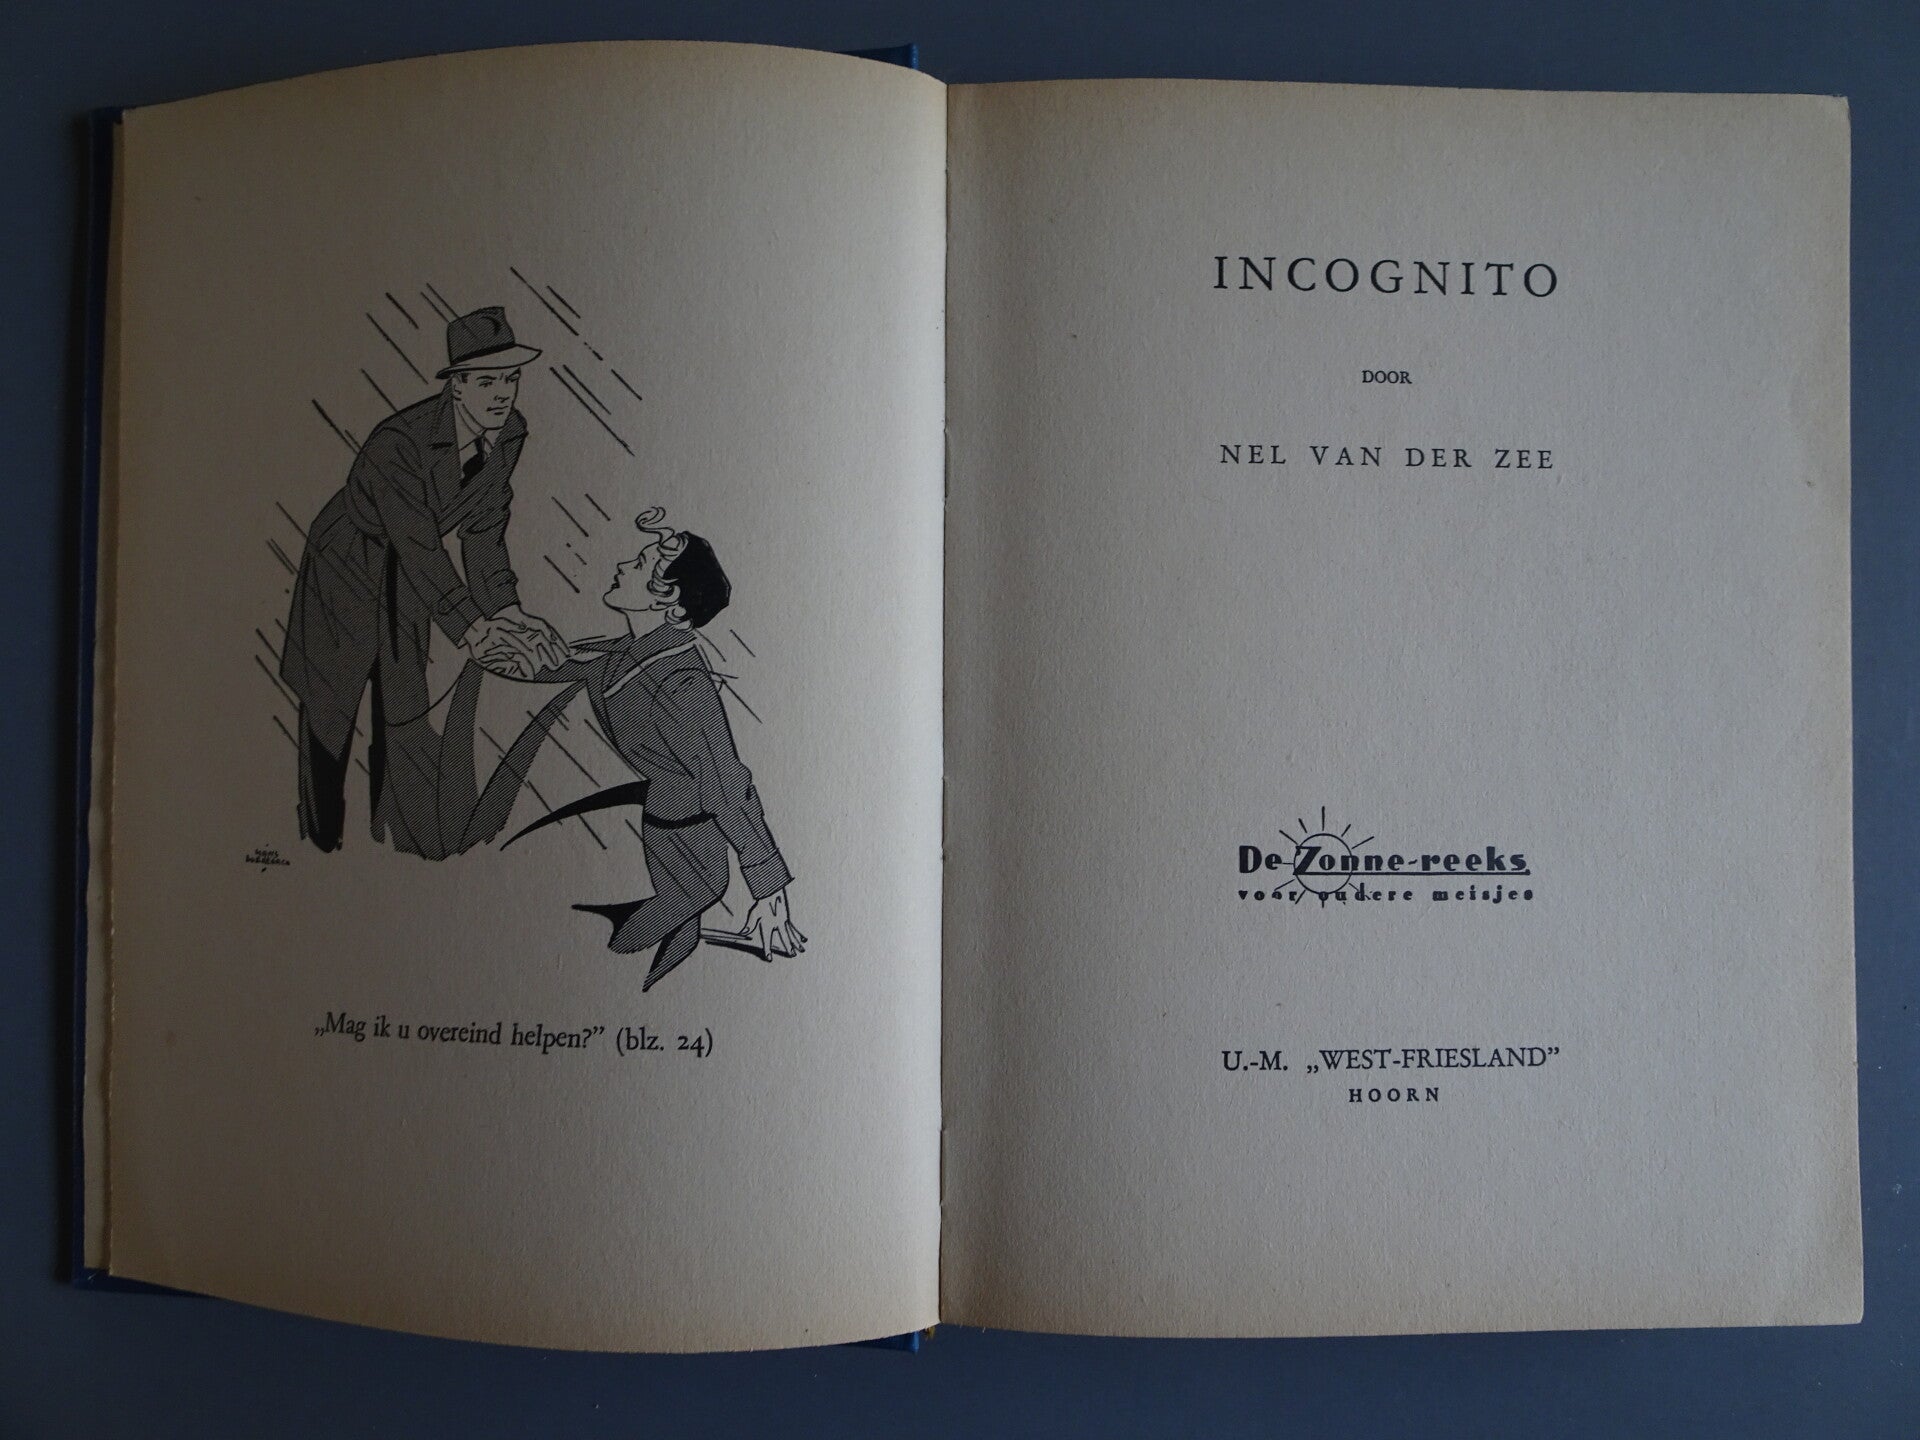 „Mag ik u overeind helpen?” (blz. 24)
INCOGNITO
DOOR
NEL VAN DER ZEE
De Zonne-reeks
voor oudere meisjes
U.-M. „WEST-FRIESLAND”
HOORN